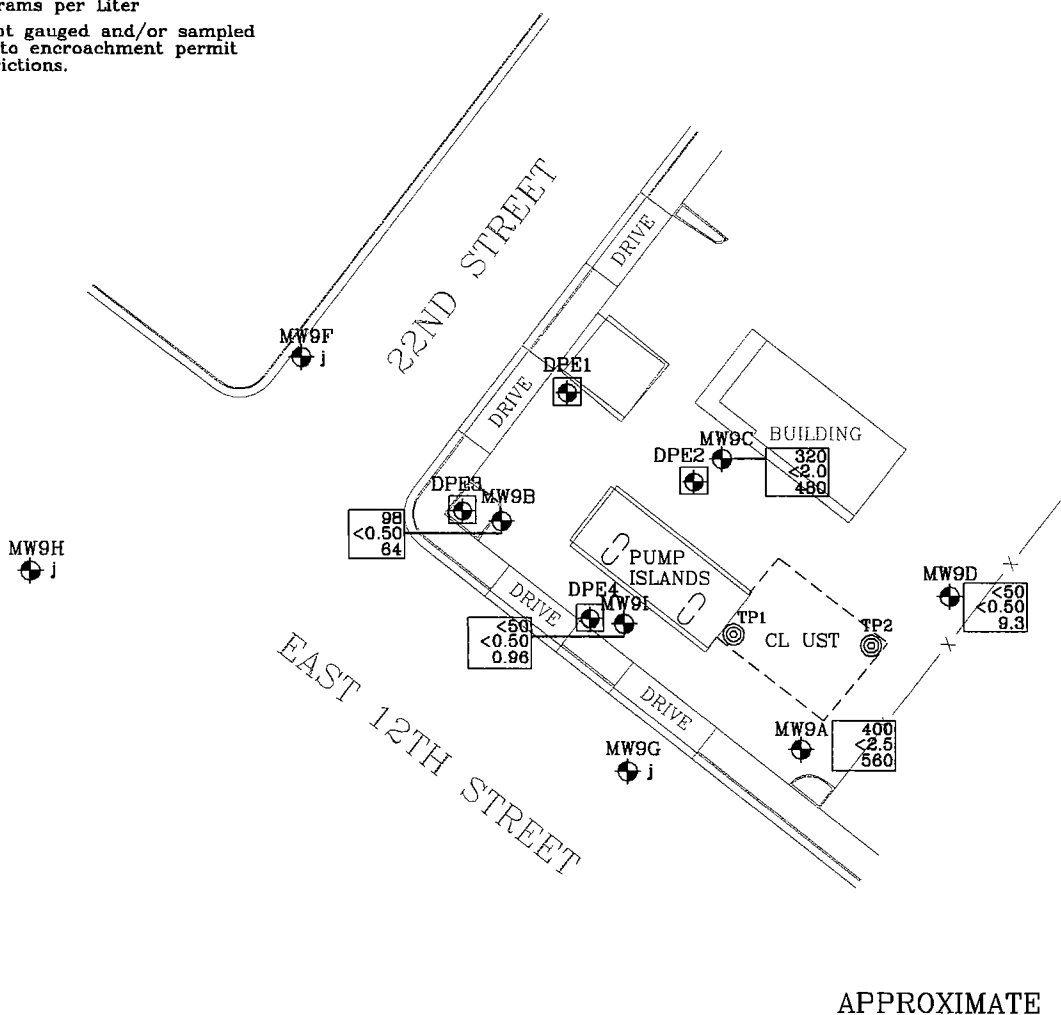 rams per Liter
ot gauged and/or sampled
to encroachment permit
ictions.
22ND STREET
DRIVE
MW9F
j
DPE1
DRIVE
BUILDING
MW9C
320
<2.0
480
DPE2
DPE3
MW9B
98
<0.50
64
MW9H
j
PUMP
ISLANDS
MW9D
<50
<0.50
9.3
DRIVE
DPE4
MW9I
<50
<0.50
0.96
TP1
TP2
CL UST
X
X
EAST 12TH STREET
DRIVE
MW9A
400
<2.5
560
MW9G
j
APPROXIMATE